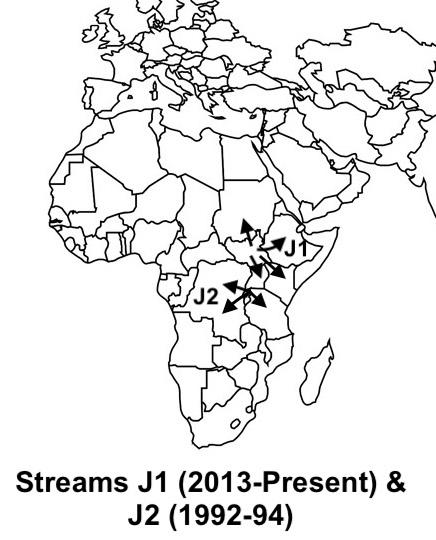 J1
J2
Streams J1 (2013-Present) &
J2 (1992-94)